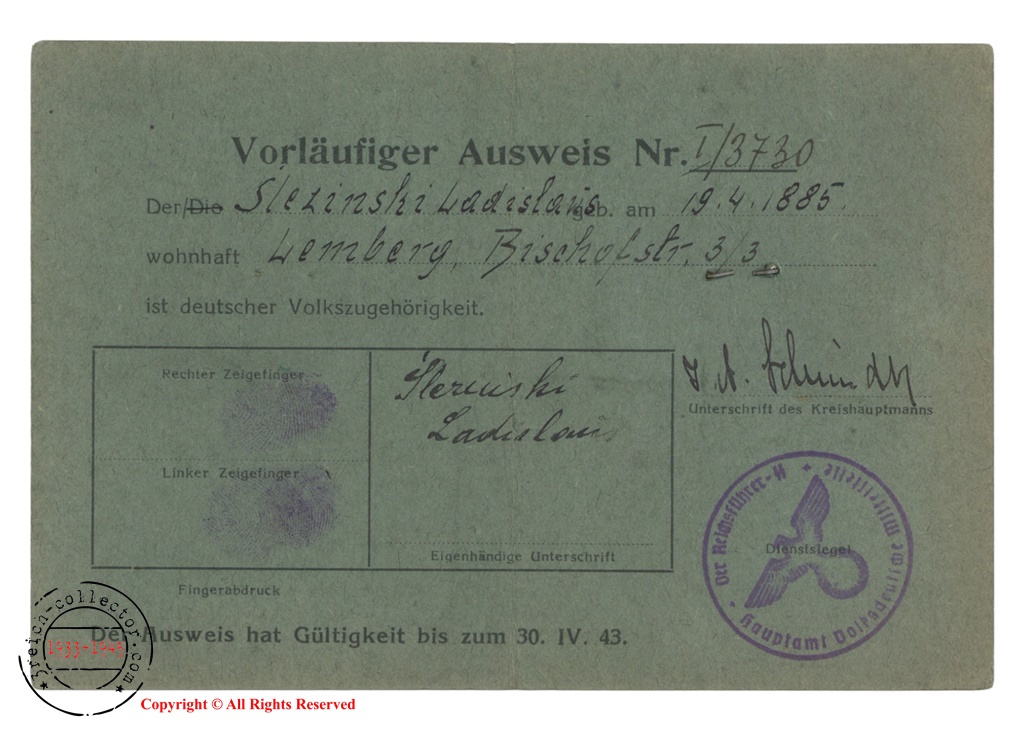 Vorläufiger Ausweis Nr. I/3730
Der/Die Slezinski Ladislaus geb. am 19.4.1885.
wohnhaft Lemberg, Bischofstr. 3/3
ist deutscher Volkszugehörigkeit.
Rechter Zeigefinger
Linker Zeigefinger
Fingerabdruck
Ladislaus
Eigenhändige Unterschrift
I. A. Schmidt
Unterschrift des Kreishauptmanns
Der Reichsführer-SS
Hauptamt Volksdeutsche Mittelstelle
Dienstsiegel
Der Ausweis hat Gültigkeit bis zum 30. IV. 43.
3reich-collector.com
1933-1945
Copyright © All Rights Reserved